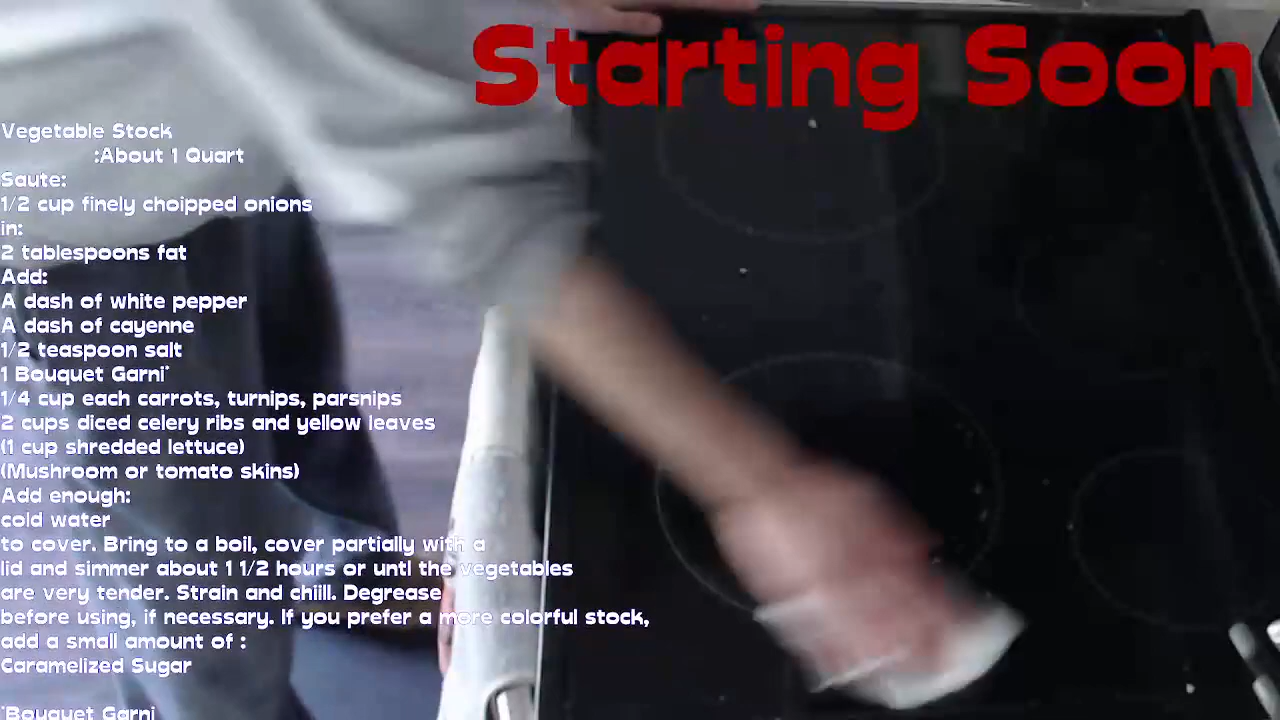 Starting Soon
Vegetable Stock
:About 1 Quart
Saute:
1/2 cup finely choipped onions
in:
2 tablespoons fat
Add:
A dash of white pepper
A dash of cayenne
1/2 teaspoon salt
1 Bouquet Garni*
1/4 cup each carrots, turnips, parsnips
2 cups diced celery ribs and yellow leaves
(1 cup shredded lettuce)
(Mushroom or tomato skins)
Add enough:
cold water
to cover. Bring to a boil, cover partially with a
lid and simmer about 1 1/2 hours or untl the vegetables
are very tender. Strain and chiill. Degrease
before using, if necessary. If you prefer a more colorful stock,
add a small amount of :
Caramelized Sugar
*Bouquet Garni